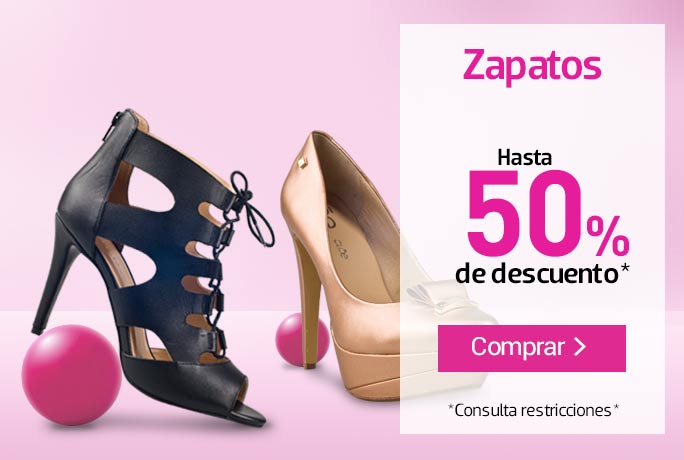 Zapatos
Hasta
50%
de descuento*
Comprar >
*Consulta restricciones*